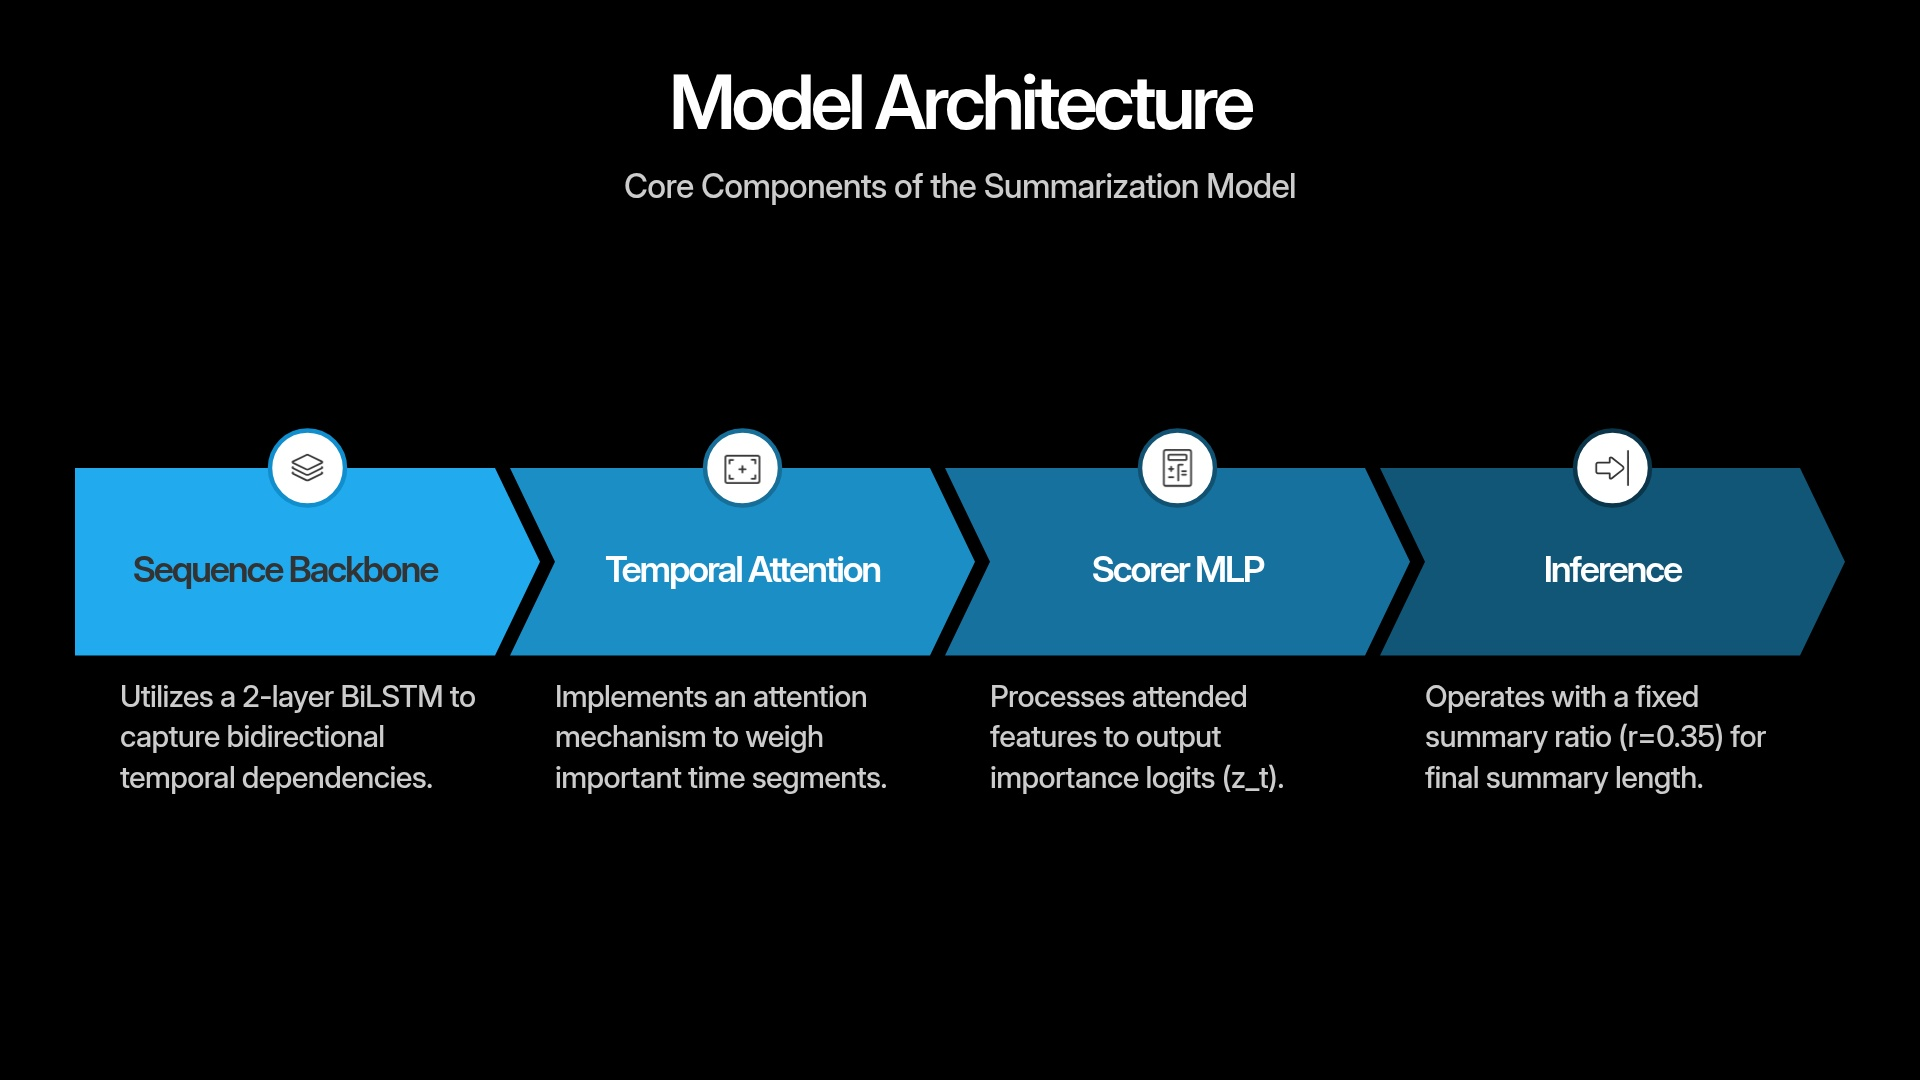 Model Architecture
Core Components of the Summarization Model
Sequence Backbone
Utilizes a 2-layer BiLSTM to
capture bidirectional
temporal dependencies.
Temporal Attention
Implements an attention
mechanism to weigh
important time segments.
Scorer MLP
Processes attended
features to output
importance logits (z_t).
Inference
Operates with a fixed
summary ratio (r=0.35) for
final summary length.